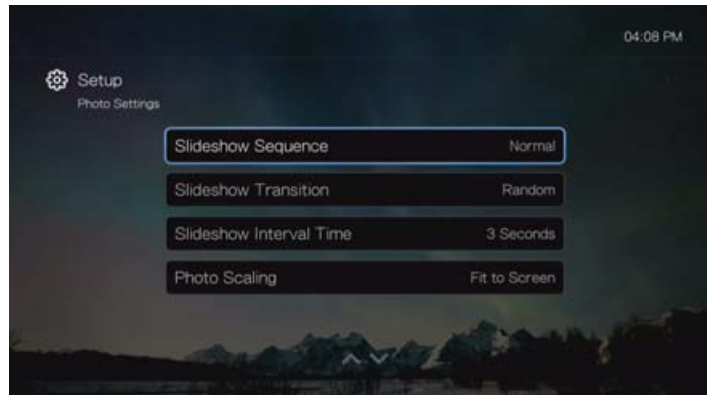 04:08 PM
Setup
Photo Settings
Slideshow Sequence Normal
Slideshow Transition Random
Slideshow Interval Time 3 Seconds
Photo Scaling Fit to Screen